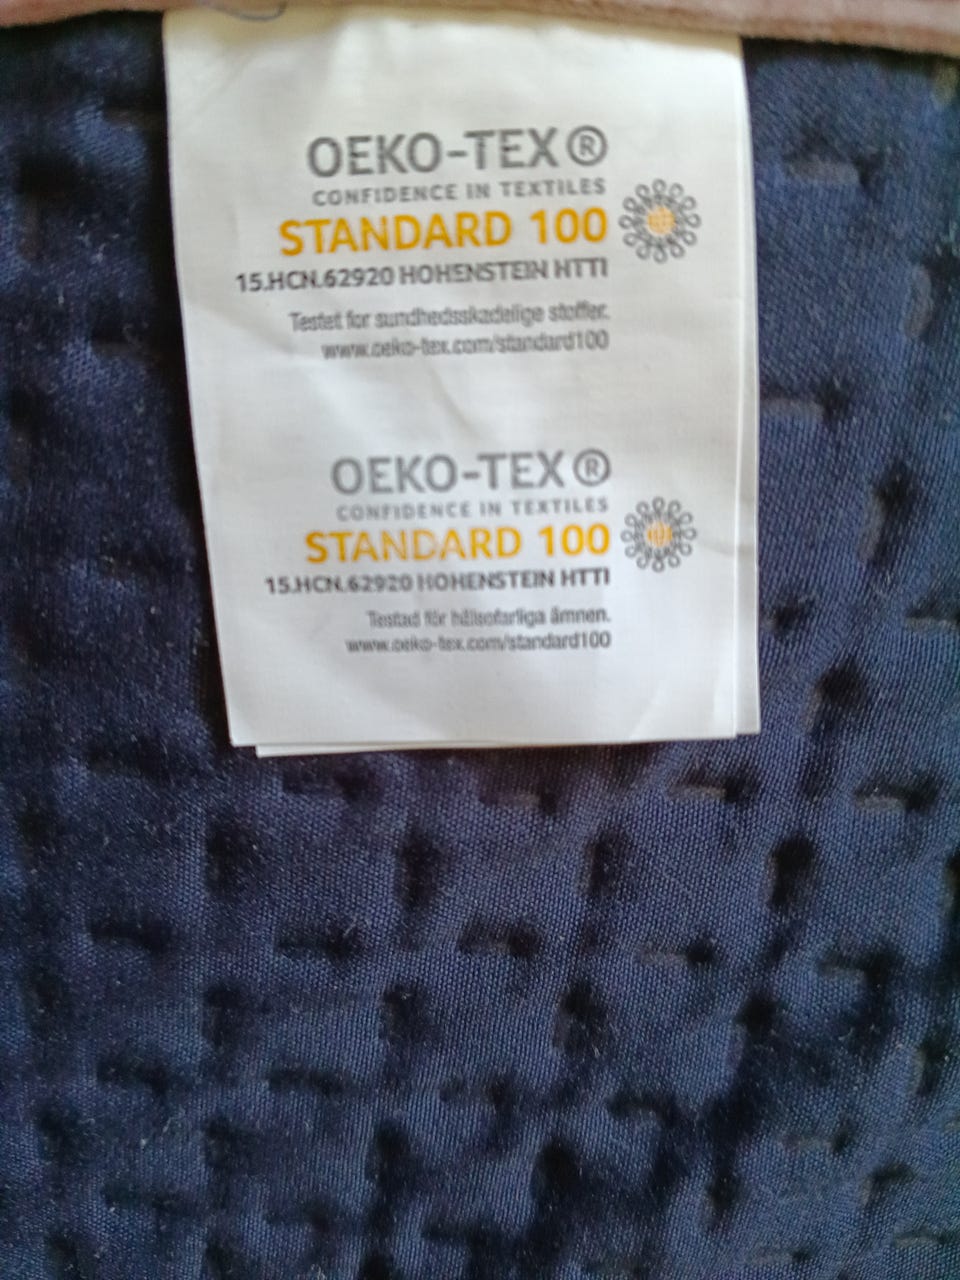 OEKO-TEX®
CONFIDENCE IN TEXTILES
STANDARD 100
15.HCN.62920 HOHENSTEIN HTTI
Testet for sundhedsskadelige stoffer.
www.oeko-tex.com/standard100
OEKO-TEX®
CONFIDENCE IN TEXTILES
STANDARD 100
15.HCN.62920 HOHENSTEIN HTTI
Testad för hälsofarliga ämnen.
www.oeko-tex.com/standard100